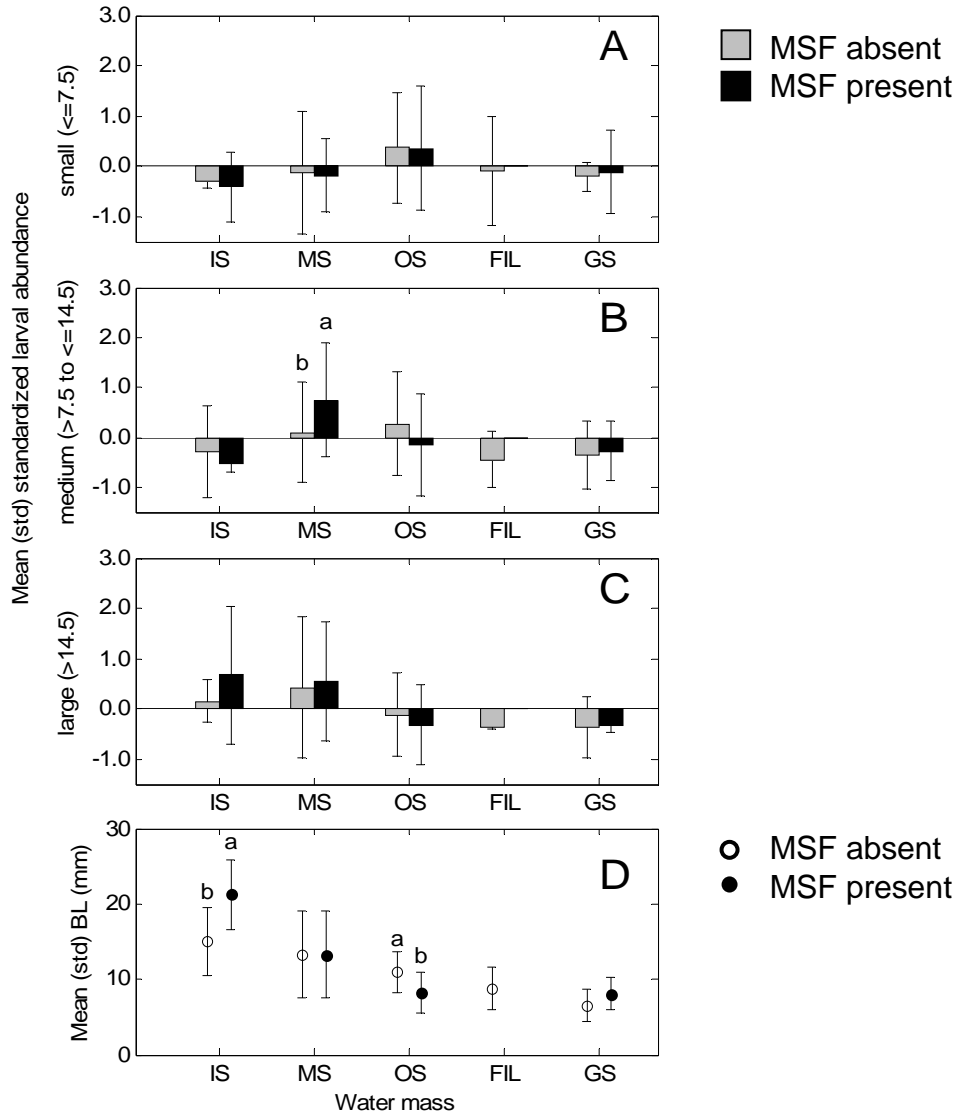 3.0
A
MSF absent
MSF present
2.0
1.0
0.0
-1.0
small (<=7.5)
IS MS OS FIL GS
3.0
B
2.0
1.0
0.0
-1.0
b a
medium (>7.5 to <=14.5)
Mean (std) standardized larval abundance
IS MS OS FIL GS
3.0
C
2.0
1.0
0.0
-1.0
large (>14.5)
IS MS OS FIL GS
30
D
20
10
0
b a a b
Mean (std) BL (mm)
MSF absent
MSF present
IS MS OS FIL GS
Water mass